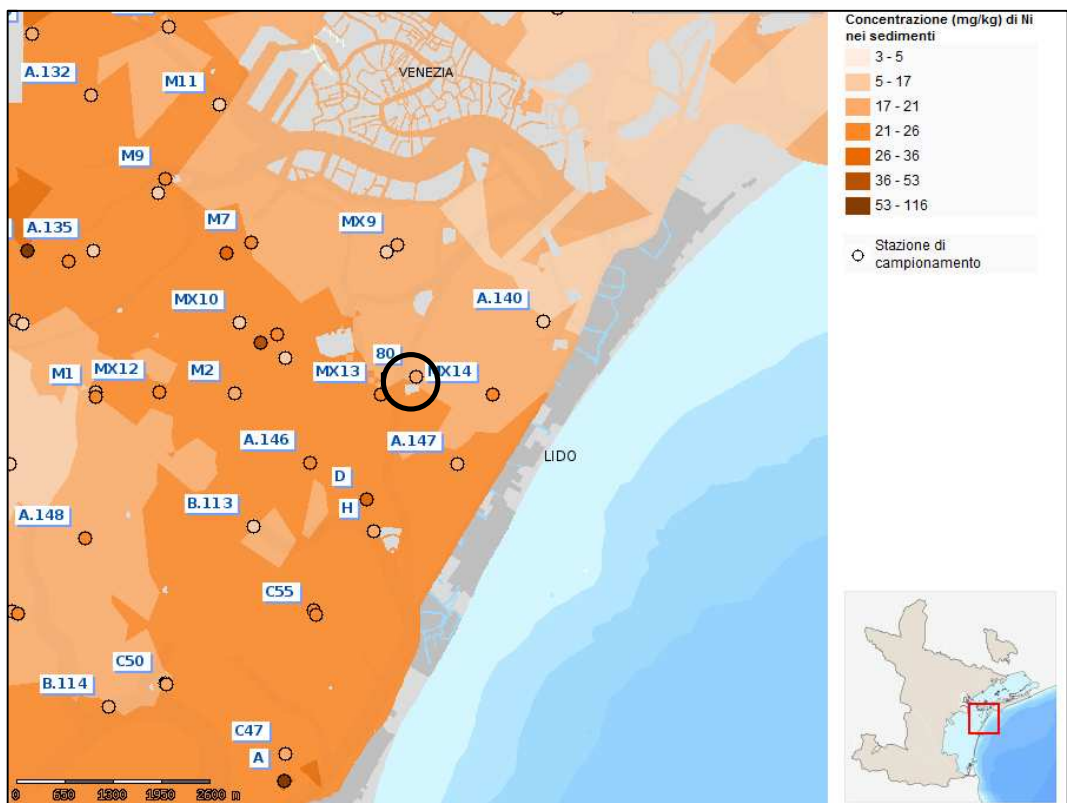 VENEZIA
A.132
M11
M9
A.135
M7
MX9
MX10
A.140
80
MX13
MX14
M1
MX12
M2
A.146
A.147
LIDO
D
H
B.113
A.148
C55
C50
B.114
C47
A
0 650 1300 1950 2600 m
Concentrazione (mg/kg) di Ni
nei sedimenti
3 - 5
5 - 17
17 - 21
21 - 26
26 - 36
36 - 53
53 - 116
Stazione di
campionamento